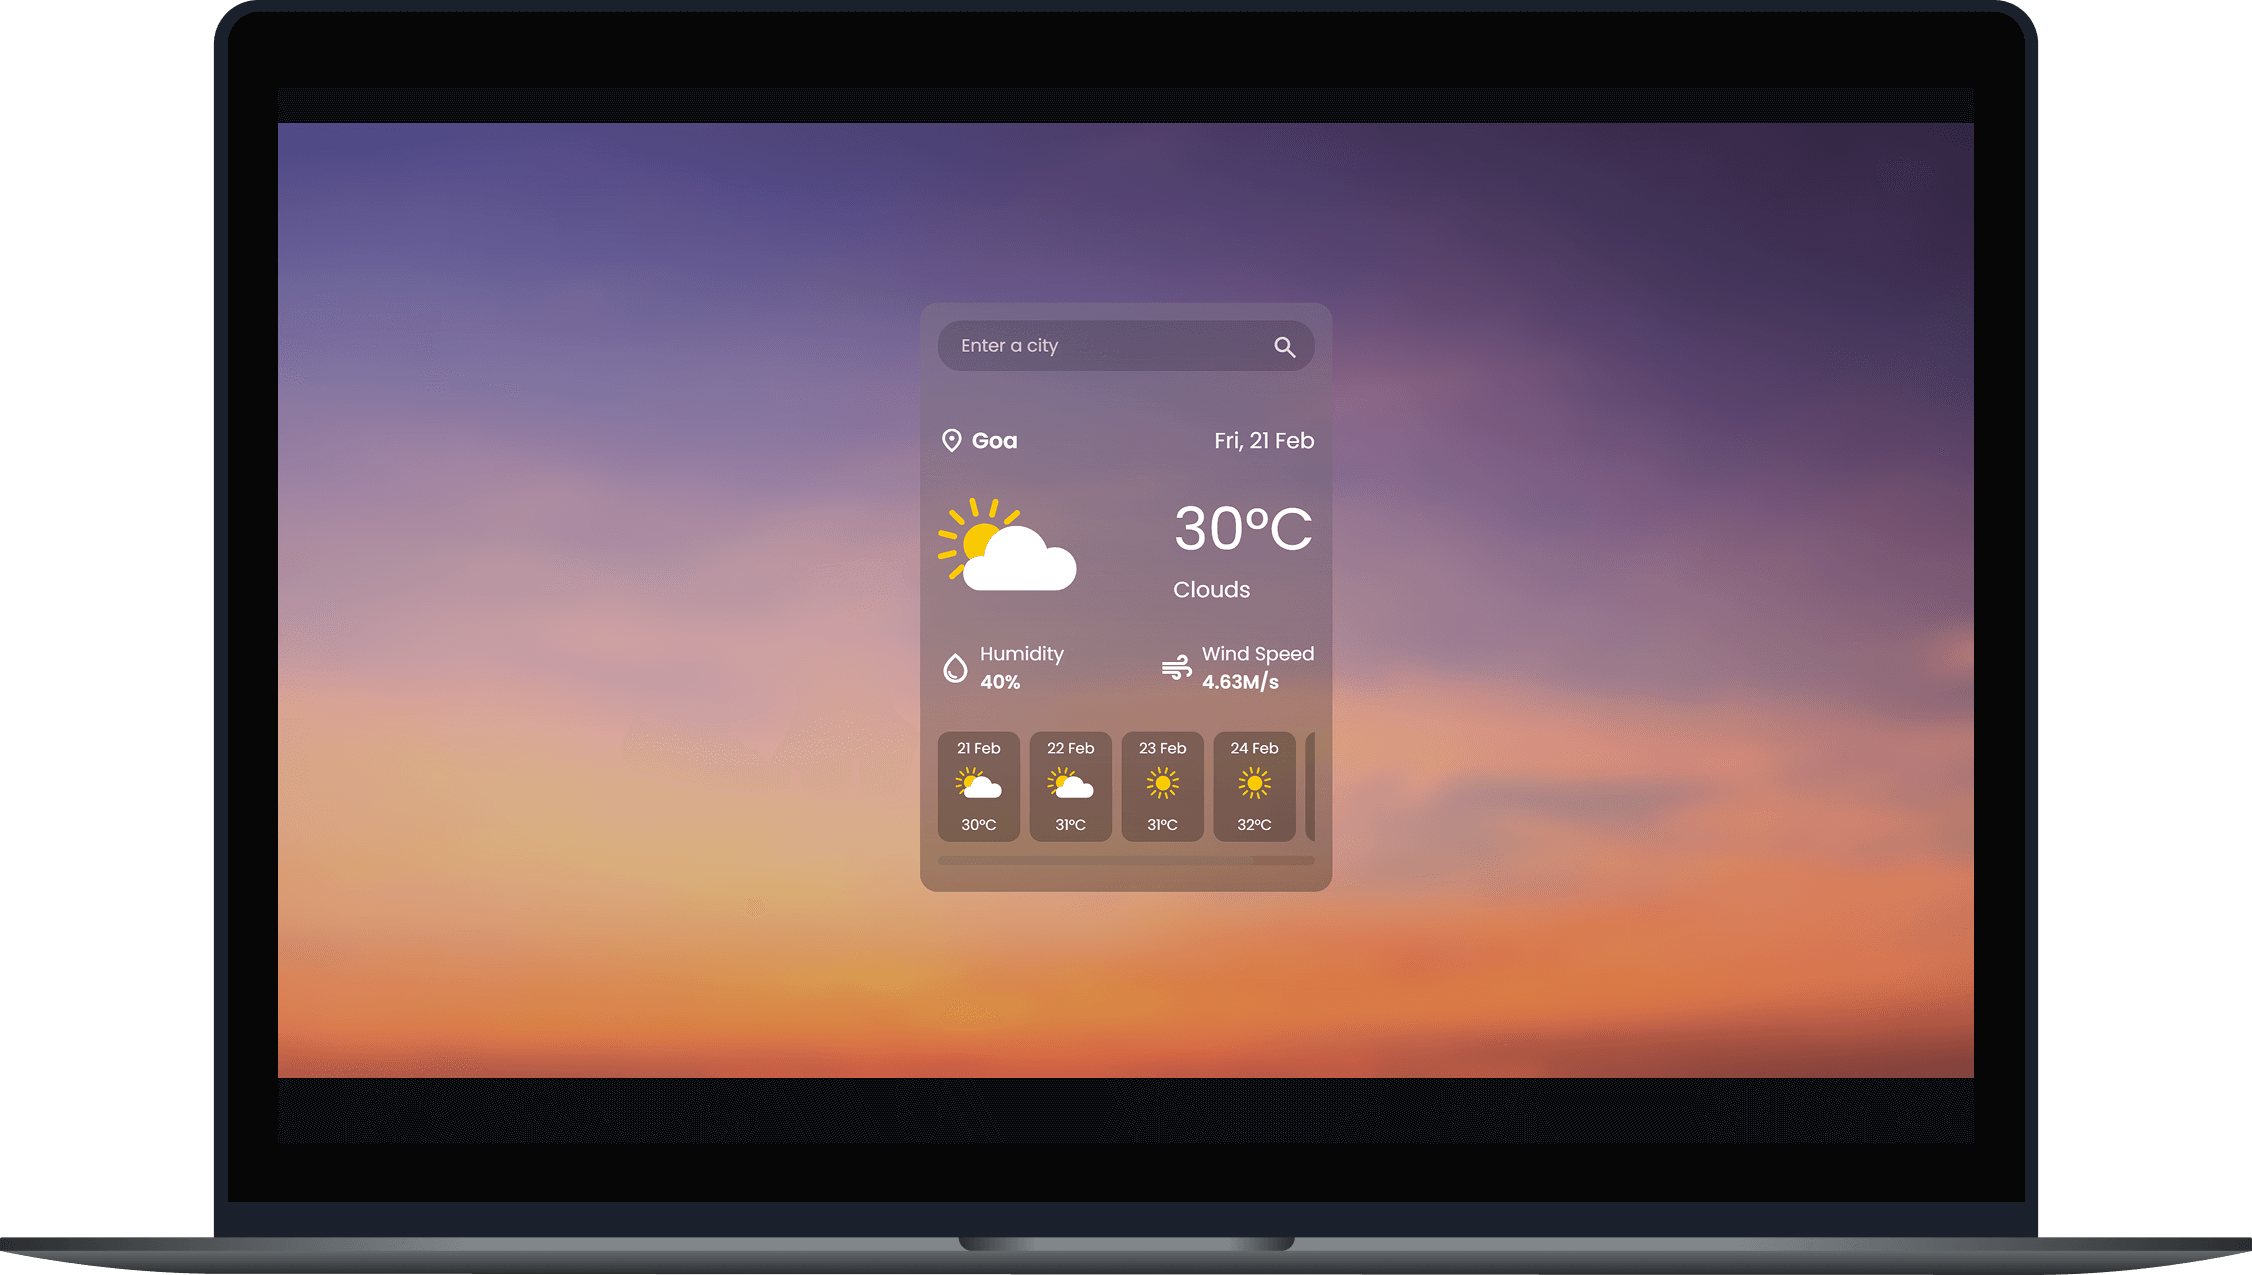 Enter a city
Goa
Fri, 21 Feb
30°C
Clouds
Humidity
40%
Wind Speed
4.63M/s
21 Feb
30°C
22 Feb
31°C
23 Feb
31°C
24 Feb
32°C